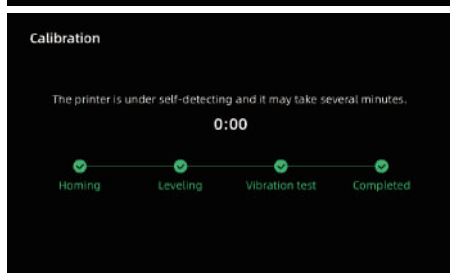 Calibration
The printer is under self-detecting and it may take several minutes.
0:00
Homing Leveling Vibration test Completed